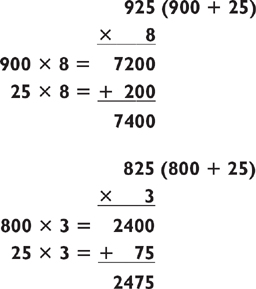 925 (900 + 25)
× 8
900 × 8 = 7200
25 × 8 = + 200
7400
825 (800 + 25)
× 3
800 × 3 = 2400
25 × 3 = + 75
2475